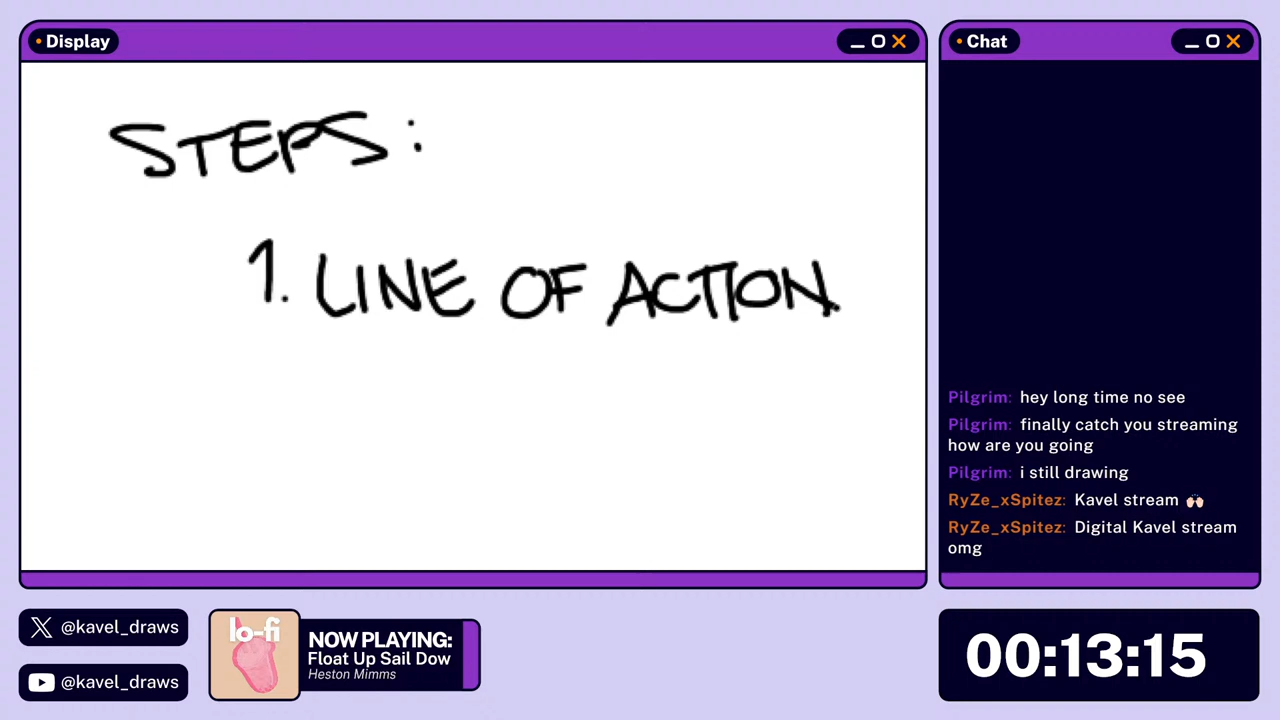 Display
STEPS:
1. LINE OF ACTION
Chat
Pilgrim: hey long time no see
Pilgrim: finally catch you streaming
how are you going
Pilgrim: i still drawing
RyZe_xSpitez: Kavel stream 🙌🏻
RyZe_xSpitez: Digital Kavel stream
omg
@kavel_draws
@kavel_draws
lo-fi
NOW PLAYING:
Float Up Sail Dow
Heston Mimms
00:13:15